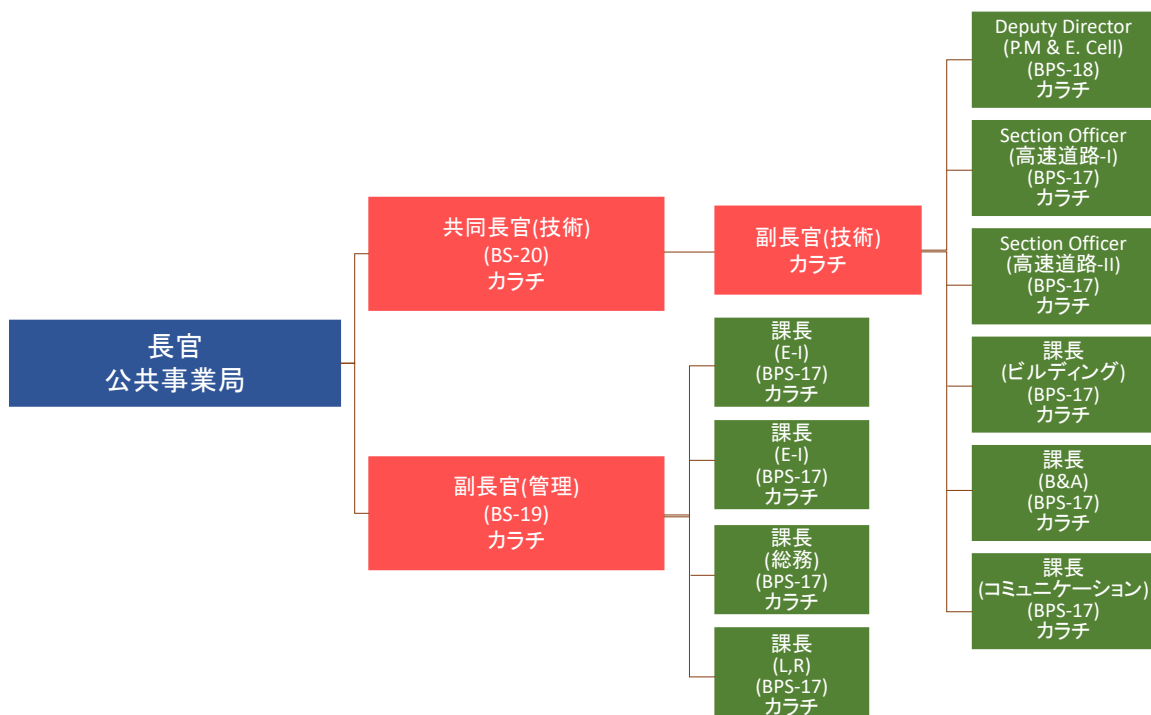 長官
公共事業局
共同長官(技術)
(BS-20)
カラチ
副長官(管理)
(BS-19)
カラチ
副長官(技術)
カラチ
課長
(E-I)
(BPS-17)
カラチ
課長
(E-I)
(BPS-17)
カラチ
課長
(総務)
(BPS-17)
カラチ
課長
(L,R)
(BPS-17)
カラチ
Deputy Director
(P.M & E. Cell)
(BPS-18)
カラチ
Section Officer
(高速道路-I)
(BPS-17)
カラチ
Section Officer
(高速道路-II)
(BPS-17)
カラチ
課長
(ビルディング)
(BPS-17)
カラチ
課長
(B&A)
(BPS-17)
カラチ
課長
(コミュニケーション)
(BPS-17)
カラチ